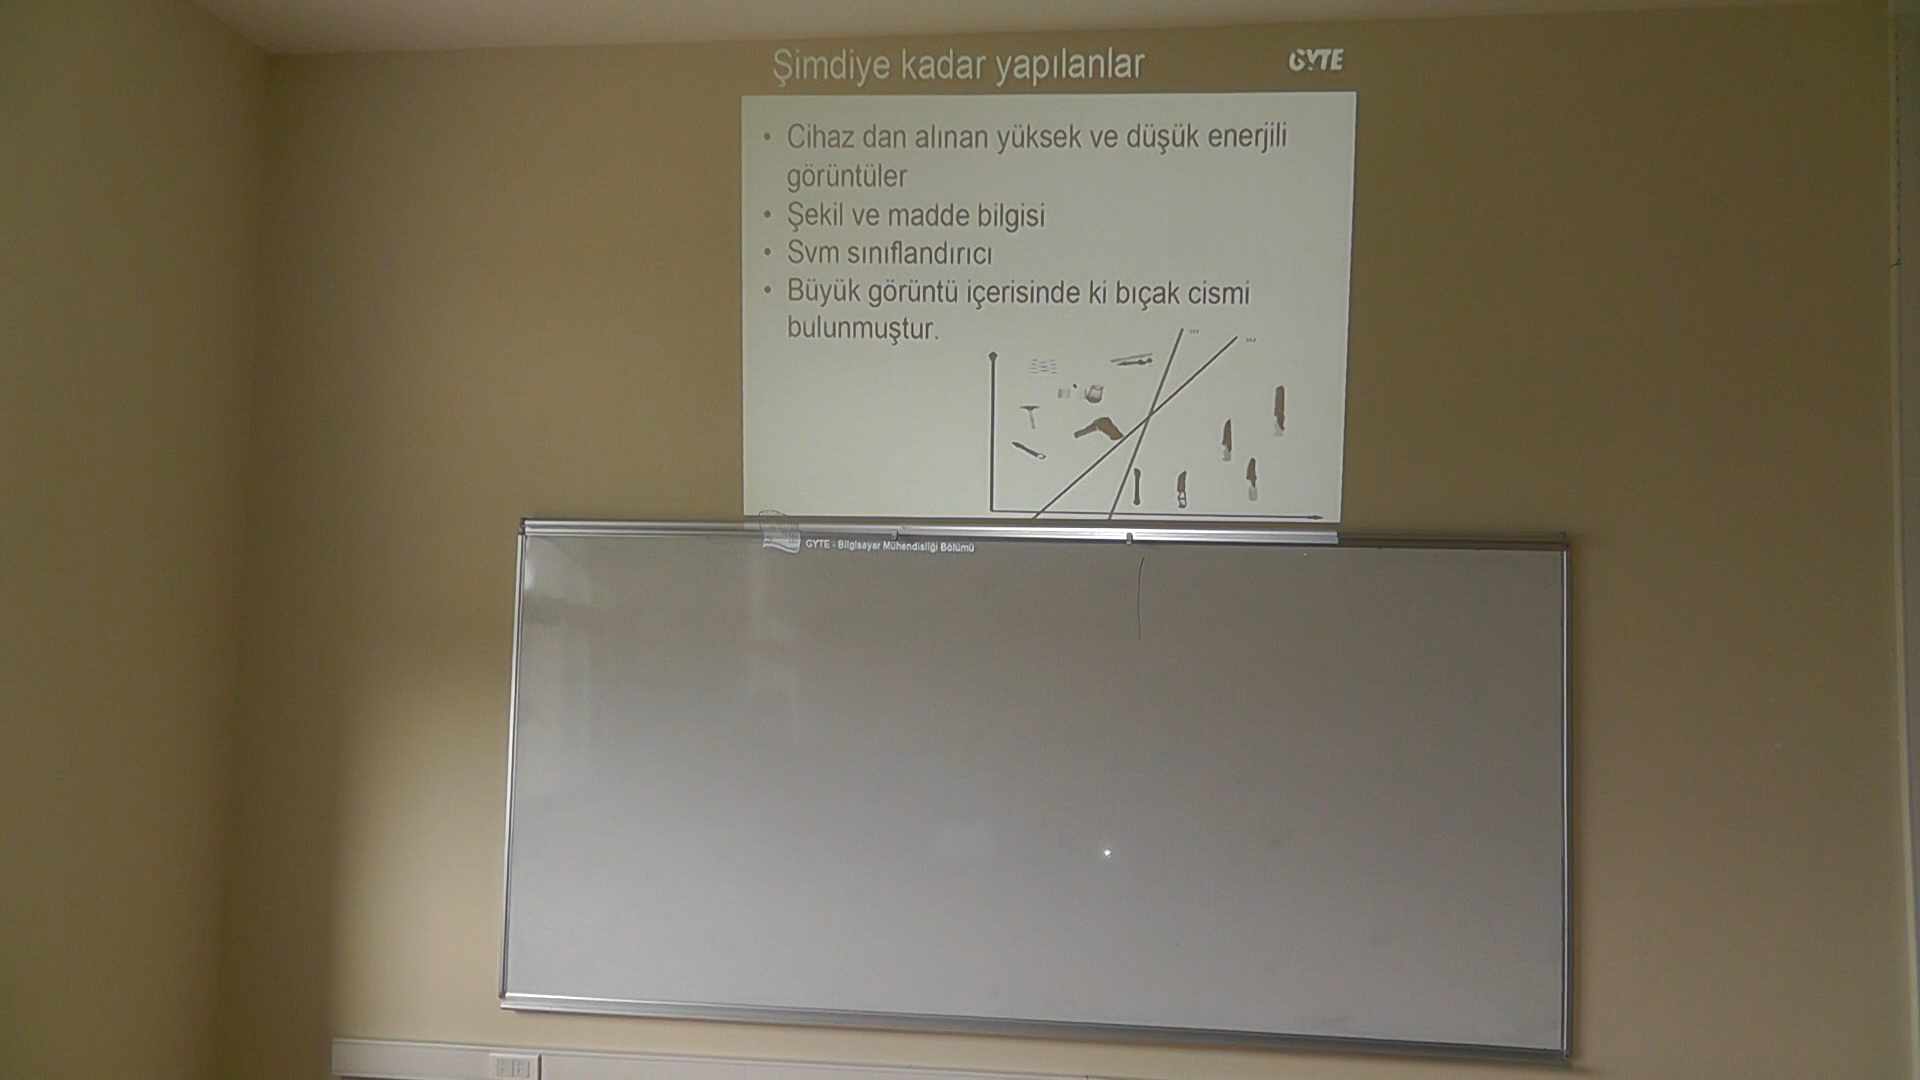 Şimdiye kadar yapılanlar
GYTE
• Cihaz dan alınan yüksek ve düşük enerjili
görüntüler
• Şekil ve madde bilgisi
• Svm sınıflandırıcı
• Büyük görüntü içerisinde ki bıçak cismi
bulunmuştur.
GYTE - Bilgisayar Mühendisliği Bölümü